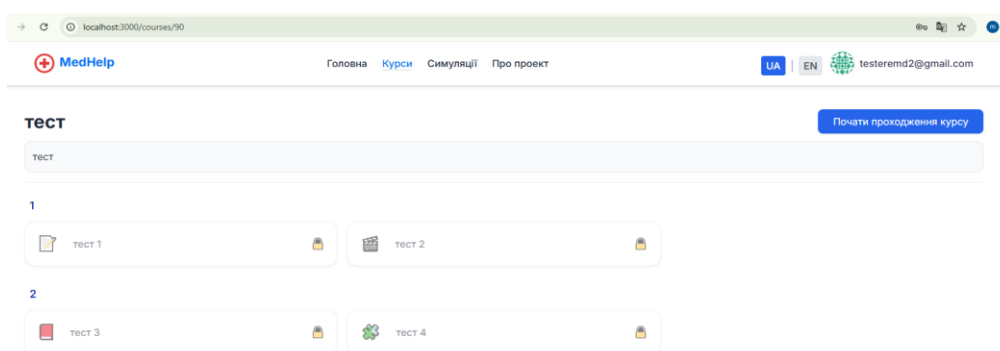 localhost:3000/courses/90
MedHelp Головна Курси Симуляції Про проект UA | EN testeremd2@gmail.com
тест Почати проходження курсу
тест
1
тест 1 тест 2
2
тест 3 тест 4